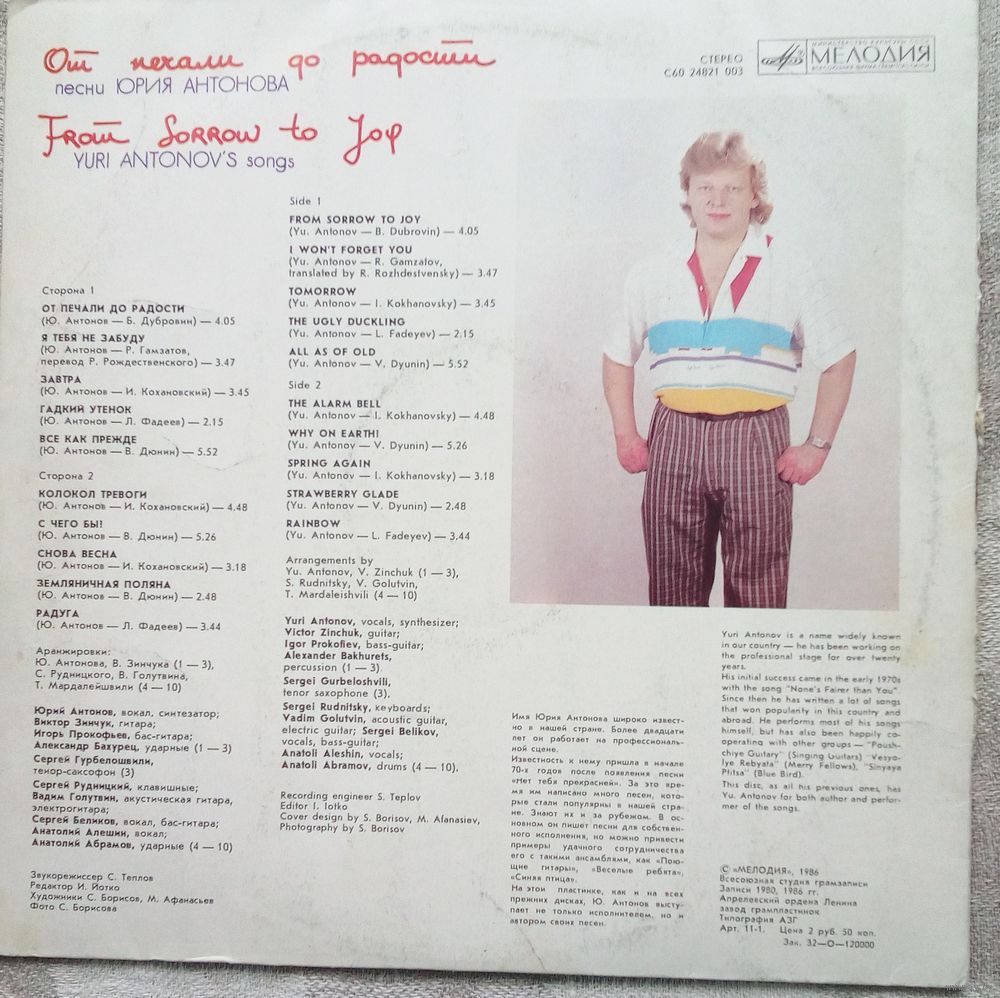 От печали до радости
песни ЮРИЯ АНТОНОВА
From Sorrow to Joy
YURI ANTONOV'S songs
СТЕРЕО
С60 24821 003
МЕЛОДИЯ
Сторона 1
ОТ ПЕЧАЛИ ДО РАДОСТИ
(Ю. Антонов — Б. Дубровин) — 4.05
Я ТЕБЯ НЕ ЗАБУДУ
(Ю. Антонов — Р. Гамзатов,
перевод Р. Рождественского) — 3.47
ЗАВТРА
(Ю. Антонов — И. Кохановский) — 3.45
ГАДКИЙ УТЕНОК
(Ю. Антонов — Л. Фадеев) — 2.15
ВСЕ КАК ПРЕЖДЕ
(Ю. Антонов — В. Дюнин) — 5.52
Сторона 2
КОЛОКОЛ ТРЕВОГИ
(Ю. Антонов — И. Кохановский) — 4.48
С ЧЕГО БЫ!
(Ю. Антонов — В. Дюнин) — 5.26
СНОВА ВЕСНА
(Ю. Антонов — И. Кохановский) — 3.18
ЗЕМЛЯНИЧНАЯ ПОЛЯНА
(Ю. Антонов — В. Дюнин) — 2.48
РАДУГА
(Ю. Антонов — Л. Фадеев) — 3.44
Аранжировки:
Ю. Антонова, В. Зинчука (1 — 3),
С. Рудницкого, В. Голутвина,
Т. Мардалейшвили (4 — 10)
Юрий Антонов, вокал, синтезатор;
Виктор Зинчук, гитара;
Игорь Прокофьев, бас-гитара;
Александр Бахурец, ударные (1 — 3)
Сергей Гурбелошвили,
тенор-саксофон (3)
Сергей Рудницкий, клавишные;
Вадим Голутвин, акустическая гитара,
электрогитара;
Сергей Беликов, вокал, бас-гитара;
Анатолий Алешин, вокал;
Анатолий Абрамов, ударные (4 — 10)
Звукорежиссер С. Теплов
Редактор И. Йотко
Художники С. Борисов, М. Афанасьев
Фото С. Борисова
Side 1
FROM SORROW TO JOY
(Yu. Antonov — B. Dubrovin) — 4.05
I WON'T FORGET YOU
(Yu. Antonov — R. Gamzatov,
translated by R. Rozhdestvensky) — 3.47
TOMORROW
(Yu. Antonov — I. Kokhanovsky) — 3.45
THE UGLY DUCKLING
(Yu. Antonov — L. Fadeyev) — 2.15
ALL AS OF OLD
(Yu. Antonov — V. Dyunin) — 5.52
Side 2
THE ALARM BELL
(Yu. Antonov — I. Kokhanovsky) — 4.48
WHY ON EARTH!
(Yu. Antonov — V. Dyunin) — 5.26
SPRING AGAIN
(Yu. Antonov — I. Kokhanovsky) — 3.18
STRAWBERRY GLADE
(Yu. Antonov — V. Dyunin) — 2.48
RAINBOW
(Yu. Antonov — L. Fadeyev) — 3,44
Arrangements by
Yu. Antonov, V. Zinchuk (1 — 3),
S. Rudnitsky, V. Golutvin,
T. Mardaleishvili (4 — 10)
Yuri Antonov, vocals, synthesizer;
Victor Zinchuk, guitar;
Igor Prokofiev, bass-guitar;
Alexander Bakhurets,
percussion (1 — 3)
Sergei Gurbeloshvili,
tenor saxophone (3),
Sergei Rudnitsky, keyboards;
Vadim Golutvin, acoustic guitar,
electric guitar; Sergei Belikov,
vocals, bass-guitar;
Anatoli Aleshin, vocals;
Anatoli Abramov, drums (4 — 10),
Recording engineer S. Teplov
Editor I. Iotko
Cover design by S. Borisov, M. Afanasiev,
Photography by S. Borisov
Имя Юрия Антонова широко извест-
но в нашей стране. Более двадцати
лет он работает на профессиональ-
ной сцене.
Известность к нему пришла в начале
70-х годов после появления песни
«Нет тебя прекрасней». За это вре-
мя им написано много песен, кото-
рые стали популярны в нашей стра-
не. Знают их и за рубежом. В ос-
новном он пишет песни для собствен-
ного исполнения, но можно привести
примеры удачного сотрудничества
его с такими ансамблями, как «Пою-
щие гитары», «Веселые ребята»,
«Синяя птица».
На этой пластинке, как и на всех
прежних дисках, Ю. Антонов высту-
пает не только исполнителем, но и
автором своих песен.
Yuri Antonov is a name widely known
in our country — he has been working on
the professional stage for over twenty
years.
His initial success came in the early 1970s
with the song "None's Fairer than You".
Since then he has written a lot of songs
that won popularity in this country and
abroad. He performs most of his songs
himself, but has also been happily co-
operating with other groups — "Poush-
chiye Guitary" (Singing Guitars) "Vesyo-
lye Rebyata" (Merry Fellows), "Sinyaya
Ptitsa" (Blue Bird).
This disc, as all his previous ones, has
Yu. Antonov for both author and perfor-
mer of the songs.
© «МЕЛОДИЯ», 1986
Всесоюзная студия грамзаписи
Записи 1980, 1986 гг.
Апрелевский ордена Ленина
завод грампластинок
Типография АЗГ
Арт. 11-1. Цена 2 руб. 50 коп.
Зак. 32—О—120000